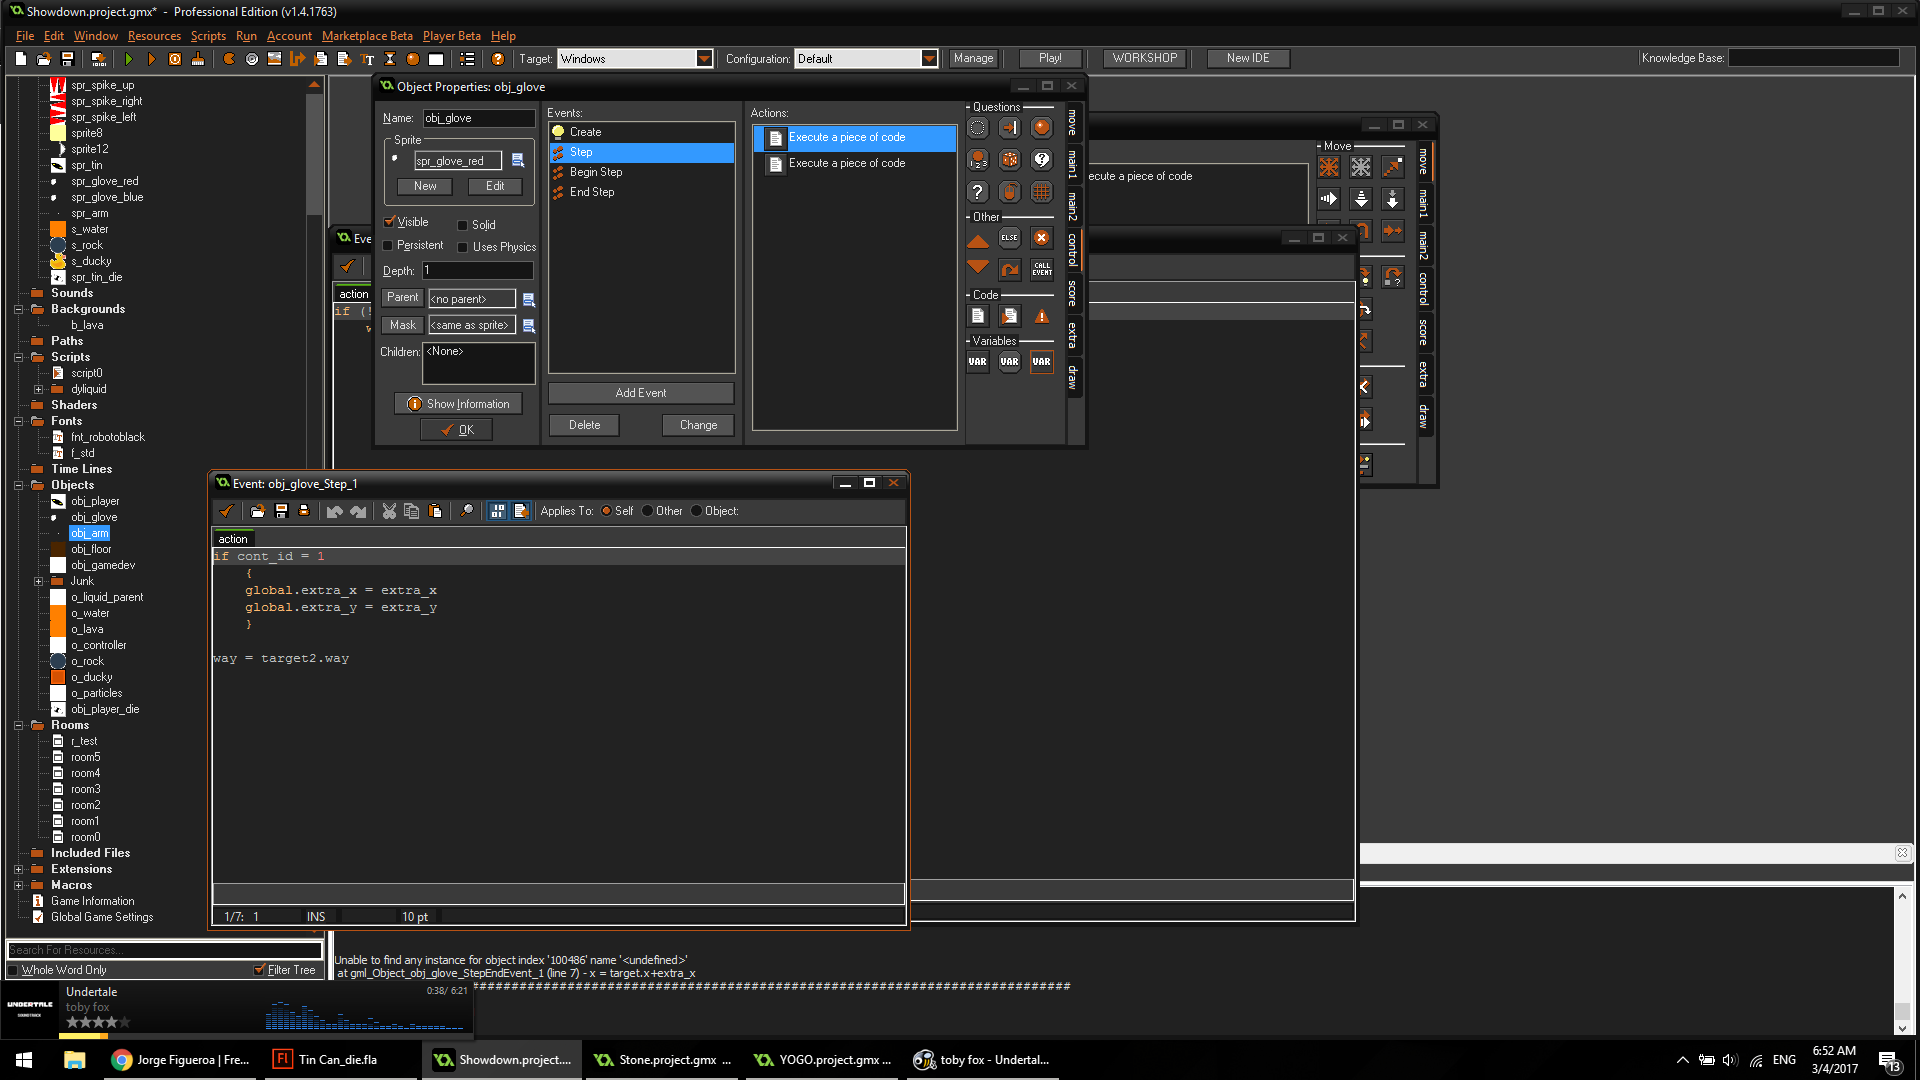 Showdown.project.gmx* - Professional Edition (v1.4.1763)
File Edit Window Resources Scripts Run Account Marketplace Beta Player Beta Help
Target: Windows Configuration: Default Manage Play! WORKSHOP New IDE Knowledge Base:
spr_spike_up
spr_spike_right
spr_spike_left
sprite8
sprite12
spr_tin
spr_glove_red
spr_glove_blue
spr_arm
s_water
s_rock
s_ducky
spr_tin_die
Sounds
Backgrounds
b_lava
Paths
Scripts
script0
dyliquid
Shaders
Fonts
fnt_robotoblack
f_std
Time Lines
Objects
obj_player
obj_glove
obj_arm
obj_floor
obj_gamedev
Junk
o_liquid_parent
o_water
o_lava
o_controller
o_rock
o_ducky
o_particles
obj_player_die
Rooms
r_test
room5
room4
room3
room2
room1
room0
Included Files
Extensions
Macros
Game Information
Global Game Settings
Search For Resources...
Whole Word Only Filter Tree
Object Properties: obj_glove
Name: obj_glove
Sprite
spr_glove_red
New Edit
Visible Solid
Persistent Uses Physics
Depth: 1
Parent <no parent>
Mask <same as sprite>
Children: <None>
Show Information
OK
Events:
Create
Step
Begin Step
End Step
Add Event
Delete Change
Actions:
Execute a piece of code
Execute a piece of code
Questions
Other
ELSE
CALL EVENT
Code
Variables
VAR VAR VAR
move
main1
main2
control
score
extra
draw
ecute a piece of code
Move
move
main1
main2
control
score
extra
draw
Eve
action
if (!
Event: obj_glove_Step_1
Applies To: Self Other Object:
action
if cont_id = 1
{
global.extra_x = extra_x
global.extra_y = extra_y
}
way = target2.way
1/7: 1 INS 10 pt
Unable to find any instance for object index '100486' name '<undefined>'
at gml_Object_obj_glove_StepEndEvent_1 (line 7) - x = target.x+extra_x
##########################################################################
UNDERTALE
SOUNDTRACK
Undertale
toby fox
0:38/ 6:21
Jorge Figueroa | Fre...
Tin Can_die.fla
Showdown.project....
Stone.project.gmx ...
YOGO.project.gmx ...
toby fox - Undertal...
ENG
6:52 AM
3/4/2017
13